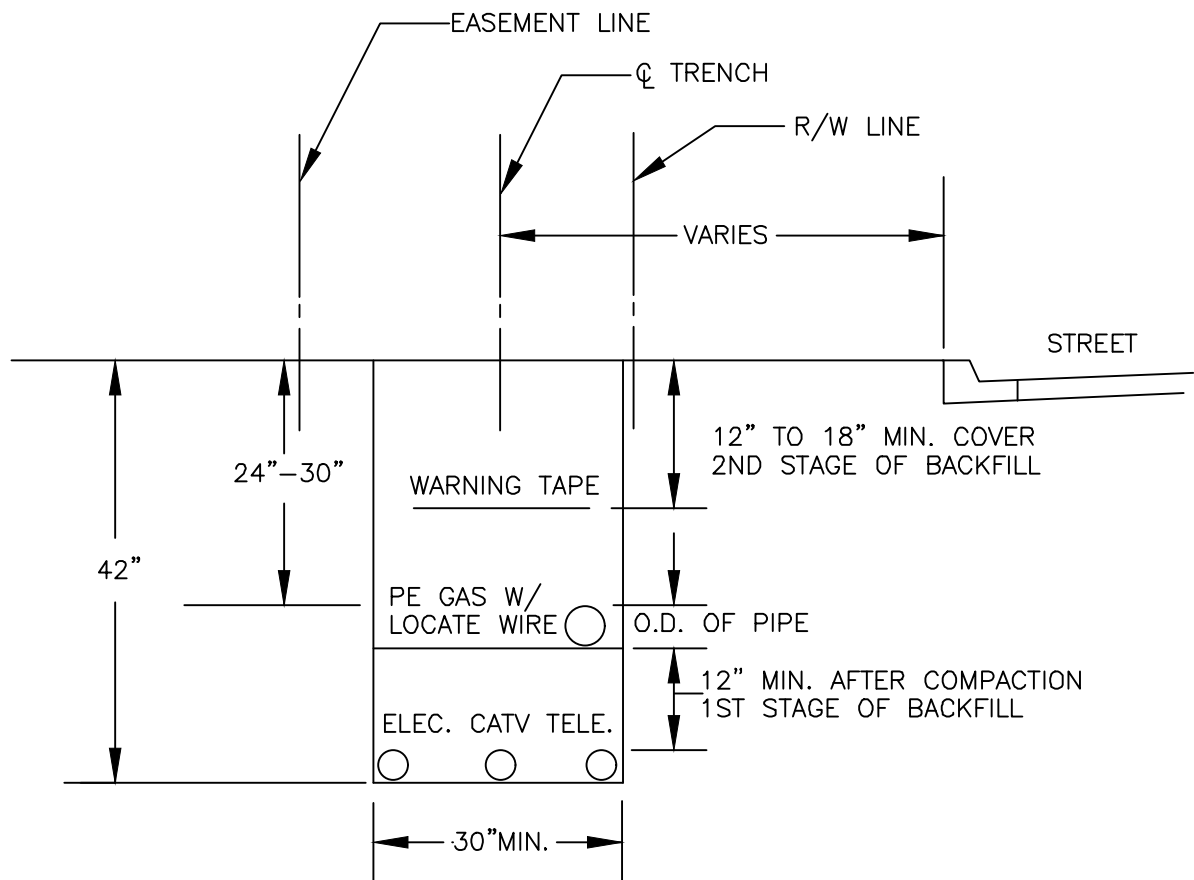 EASEMENT LINE
℄ TRENCH
R/W LINE
VARIES
STREET
12” TO 18” MIN. COVER
2ND STAGE OF BACKFILL
24”–30”
WARNING TAPE
42”
PE GAS W/
LOCATE WIRE
O.D. OF PIPE
12” MIN. AFTER COMPACTION
1ST STAGE OF BACKFILL
ELEC. CATV TELE.
30”MIN.